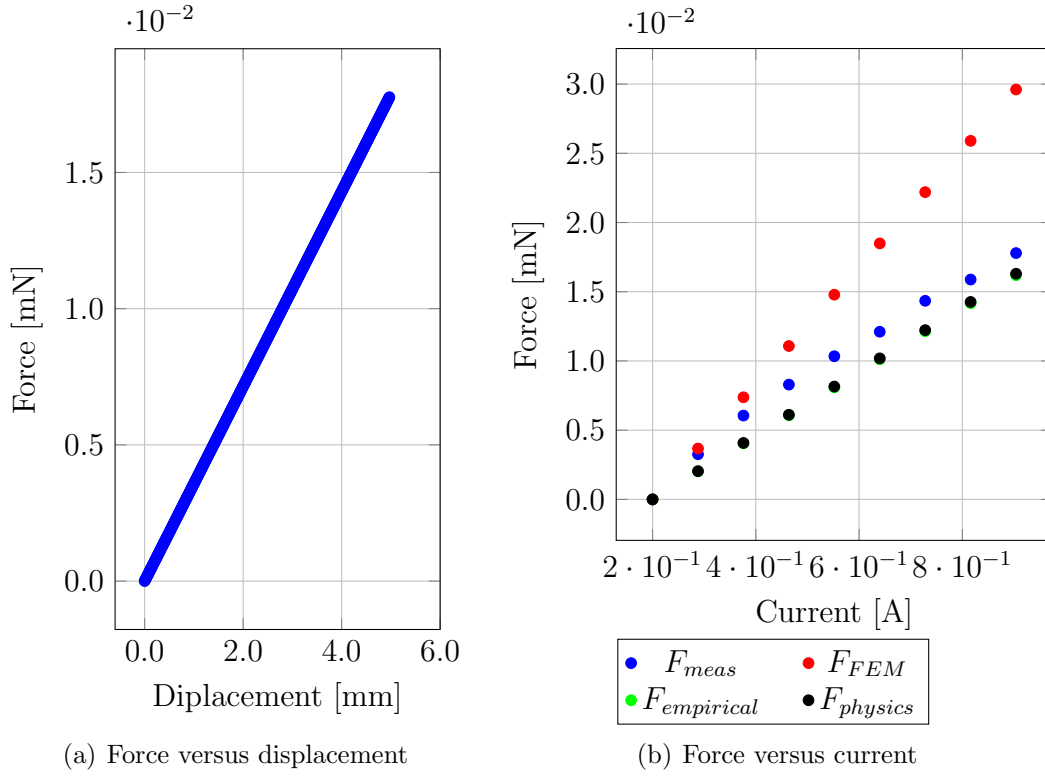 ·10⁻²
1.5
1.0
0.5
0.0
0.0 2.0 4.0 6.0
Force [mN]
Diplacement [mm]
(a) Force versus displacement
·10⁻²
3.0
2.5
2.0
1.5
1.0
0.5
0.0
2 · 10⁻¹ 4 · 10⁻¹ 6 · 10⁻¹ 8 · 10⁻¹
Force [mN]
Current [A]
F_meas F_FEM
F_empirical F_physics
(b) Force versus current